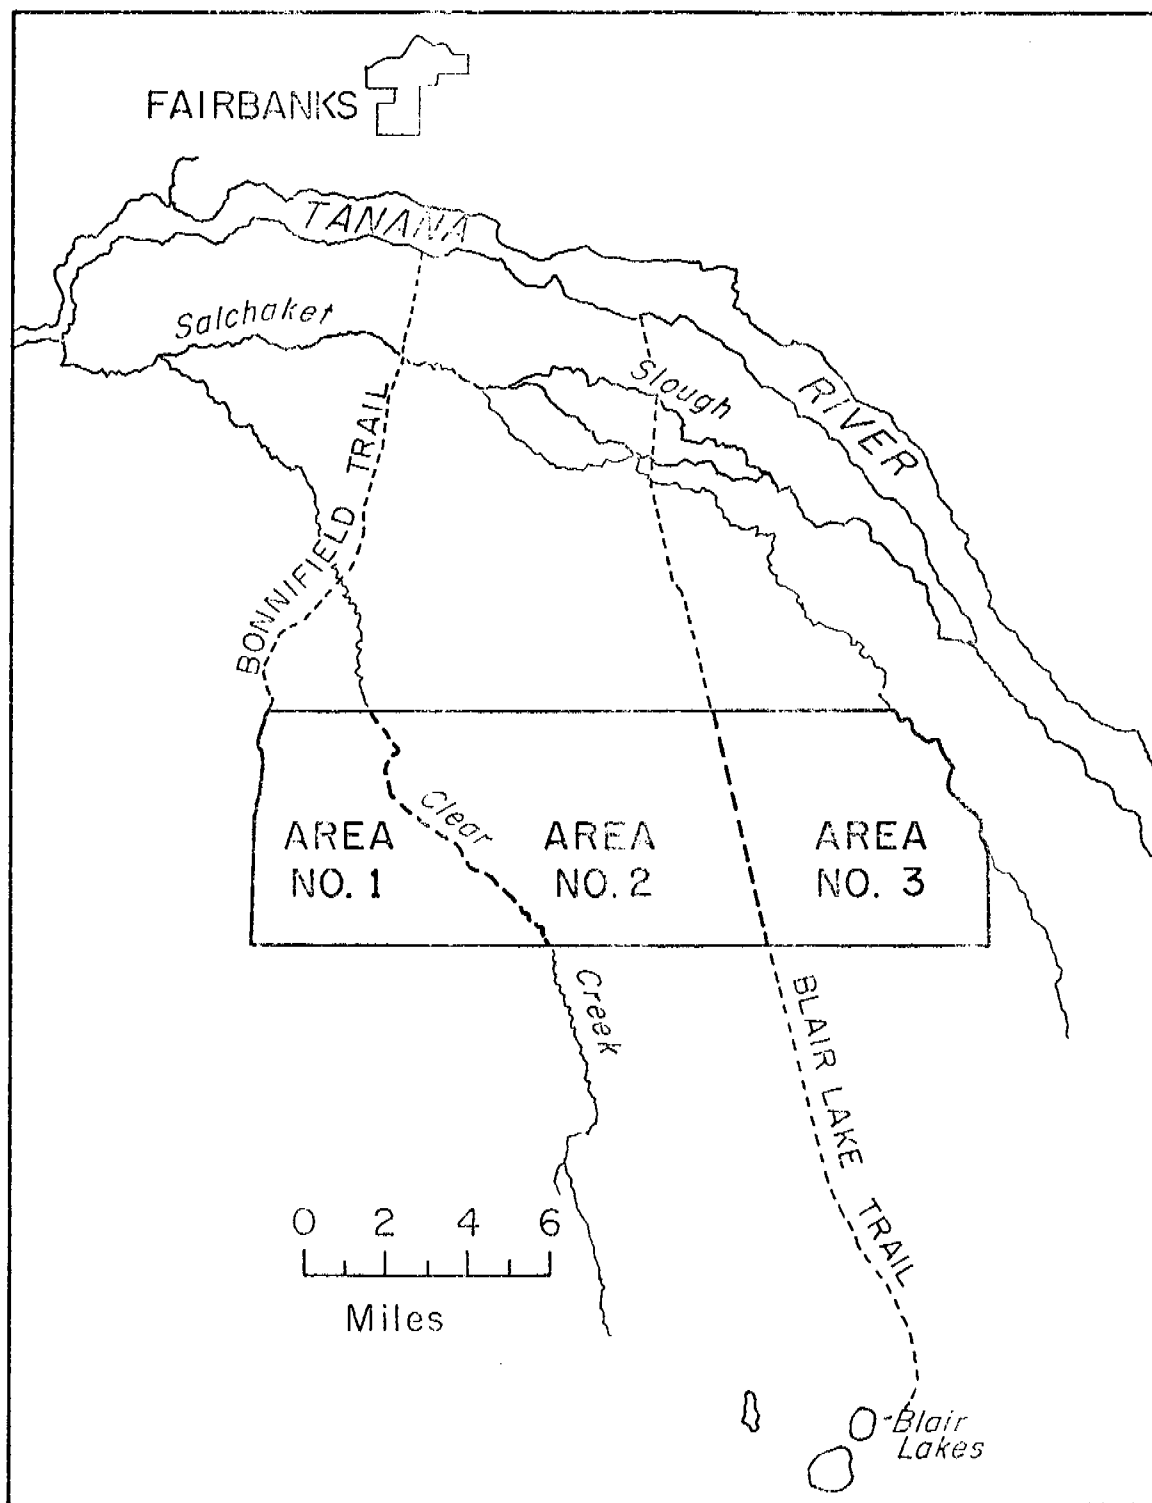 FAIRBANKS
TANANA
RIVER
Salchaket
Slough
BONNIFIELD TRAIL
Clear
Creek
AREA
NO. 1
AREA
NO. 2
AREA
NO. 3
BLAIR LAKE TRAIL
0 2 4 6
Miles
Blair
Lakes